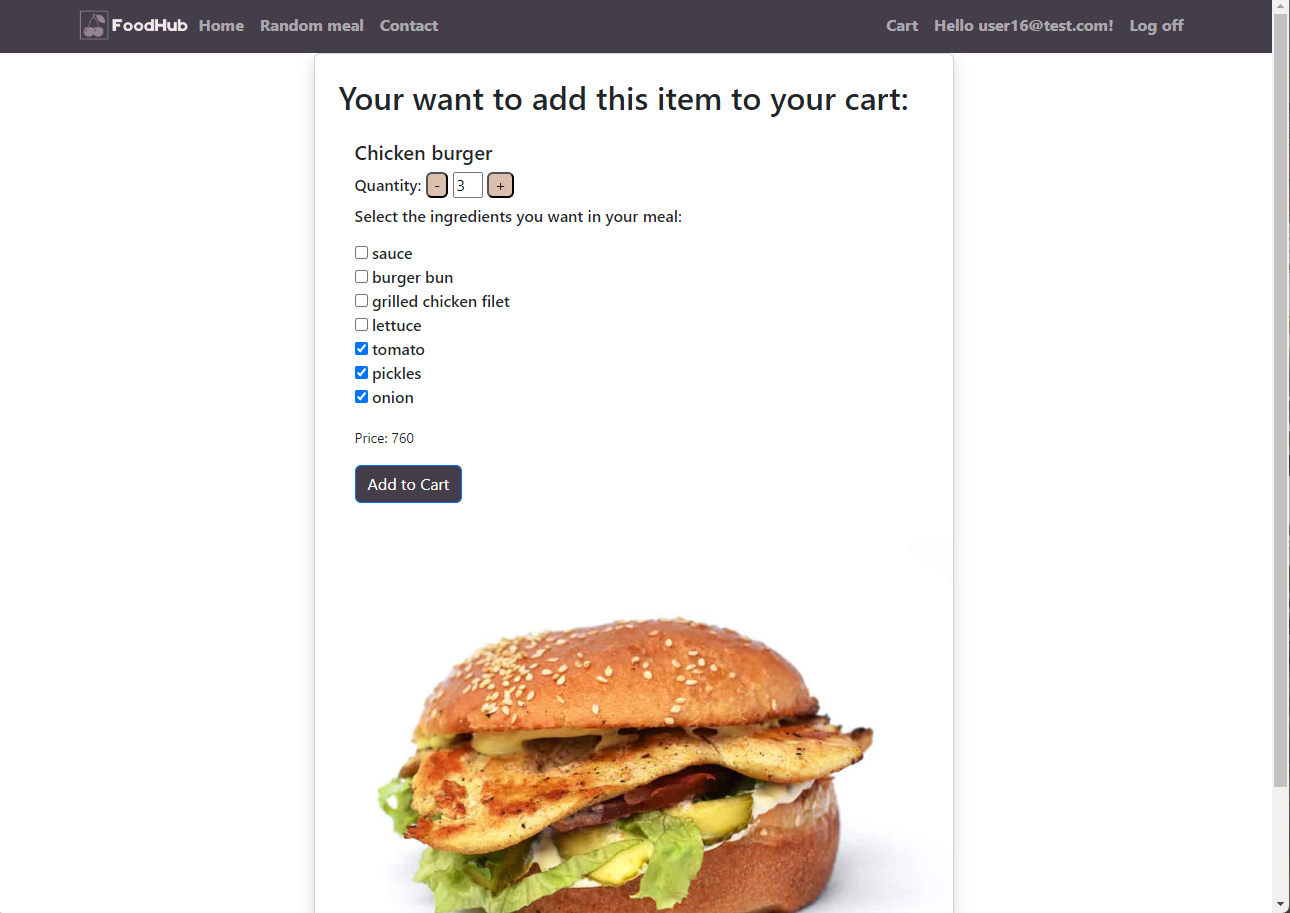 FoodHub Home Random meal Contact Cart Hello user16@test.com! Log off
Your want to add this item to your cart:
Chicken burger
Quantity: - 3 +
Select the ingredients you want in your meal:
sauce
burger bun
grilled chicken filet
lettuce
tomato
pickles
onion
Price: 760
Add to Cart